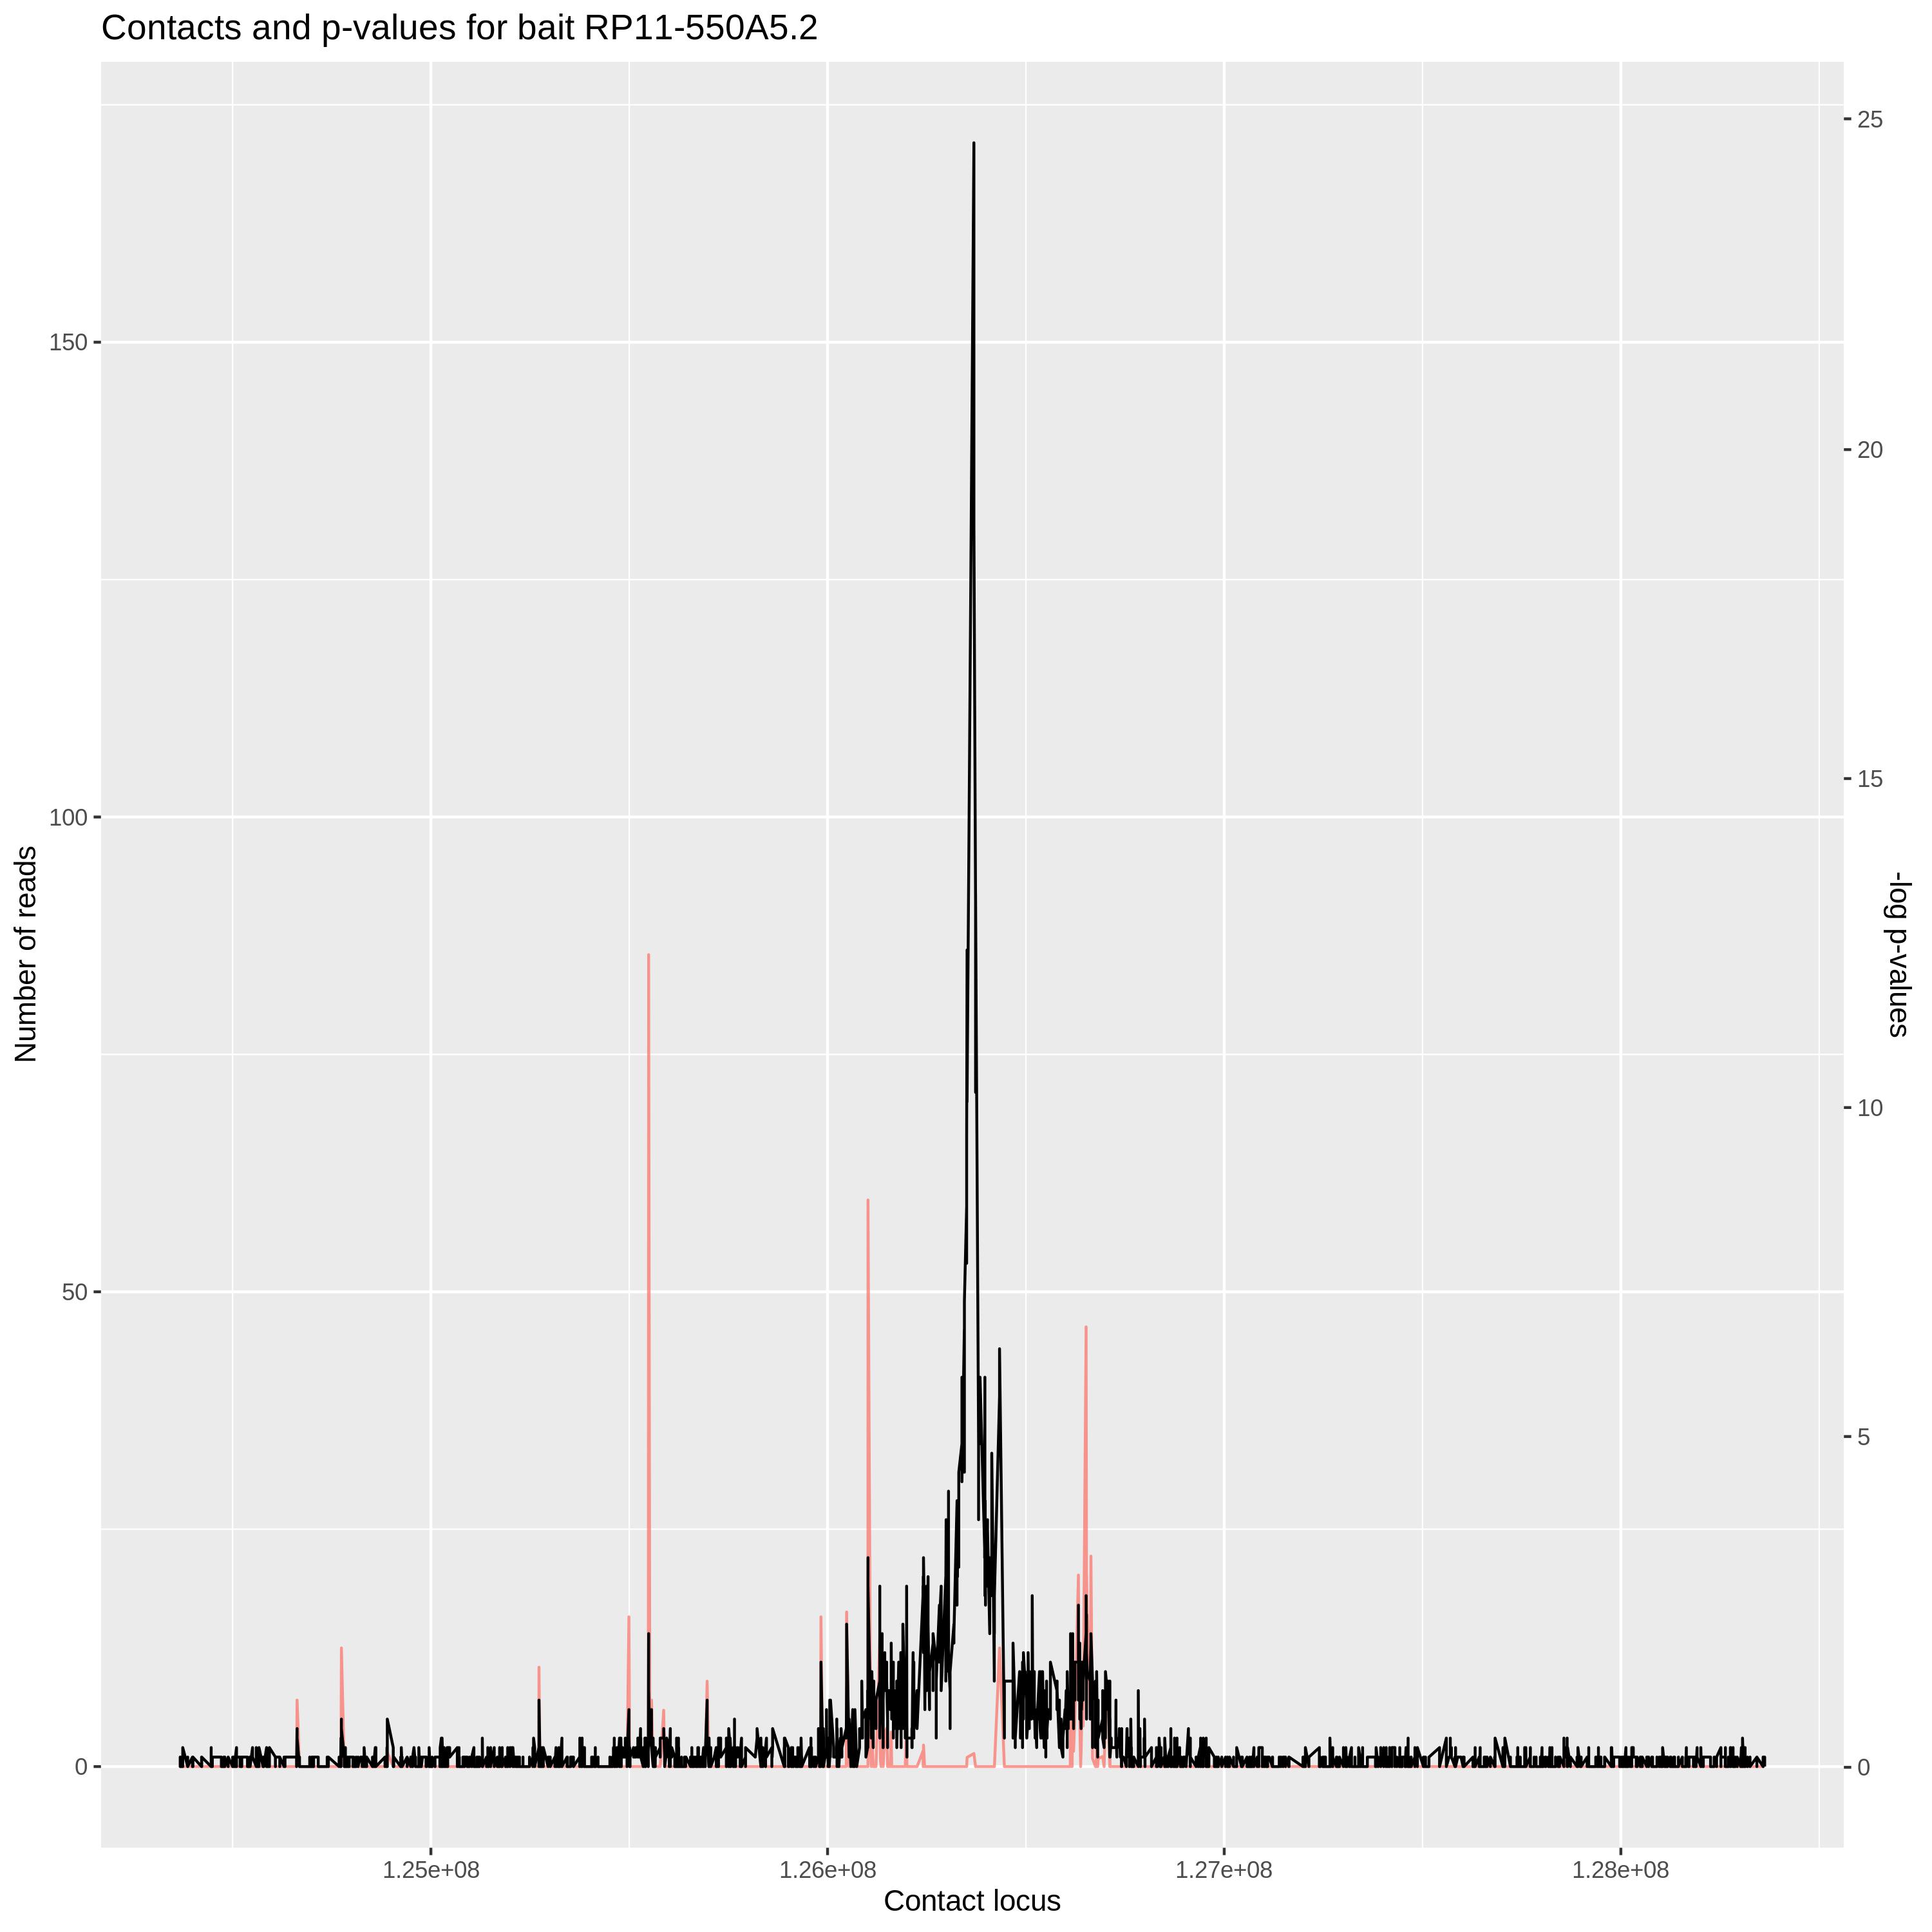 Contacts and p-values for bait RP11-550A5.2
Number of reads
150
100
50
0
25
20
15
10
5
0
-log p-values
1.25e+08
1.26e+08
1.27e+08
1.28e+08
Contact locus